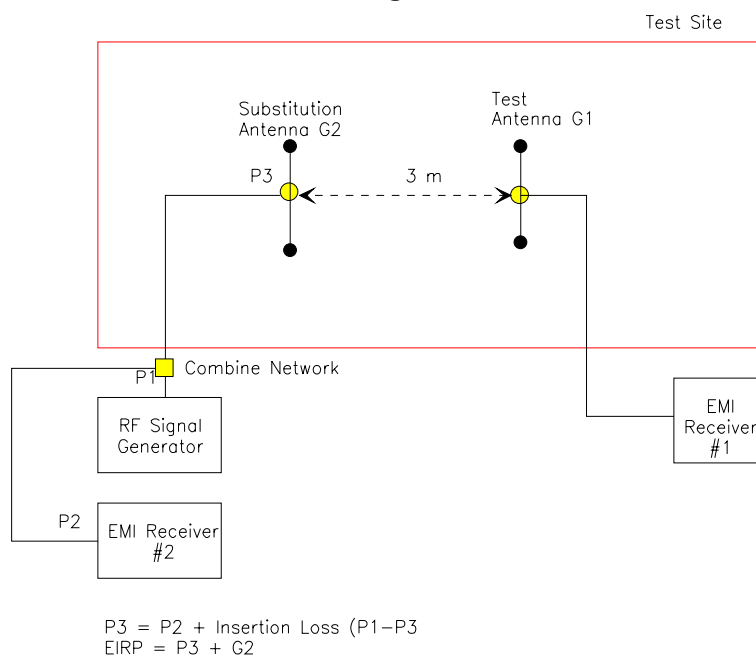 Test Site
Substitution
Antenna G2
Test
Antenna G1
P3
3 m
P1
Combine Network
RF Signal
Generator
EMI
Receiver
#1
P2
EMI Receiver
#2
P3 = P2 + Insertion Loss (P1-P3
EIRP = P3 + G2